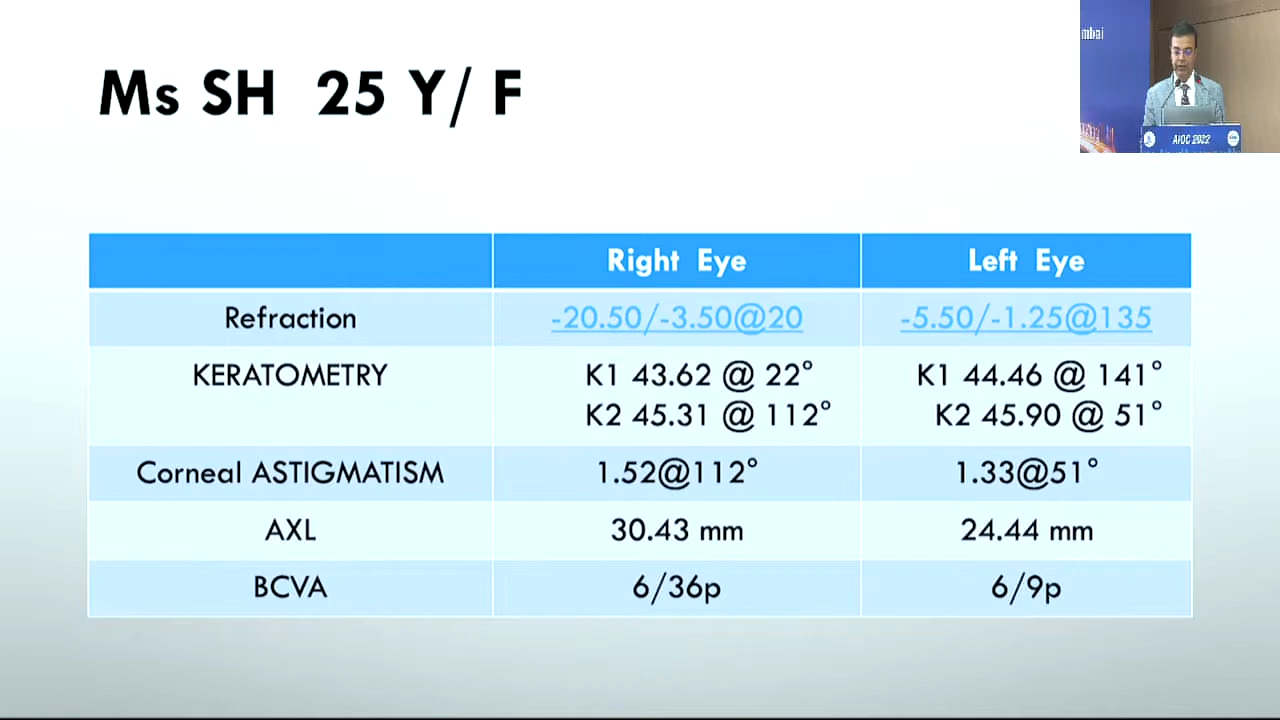 Ms SH 25 Y/ F
mbai
AIOC 2022
Right Eye Left Eye
Refraction -20.50/-3.50@20 -5.50/-1.25@135
KERATOMETRY K1 43.62 @ 22° K1 44.46 @ 141°
K2 45.31 @ 112° K2 45.90 @ 51°
Corneal ASTIGMATISM 1.52@112° 1.33@51°
AXL 30.43 mm 24.44 mm
BCVA 6/36p 6/9p